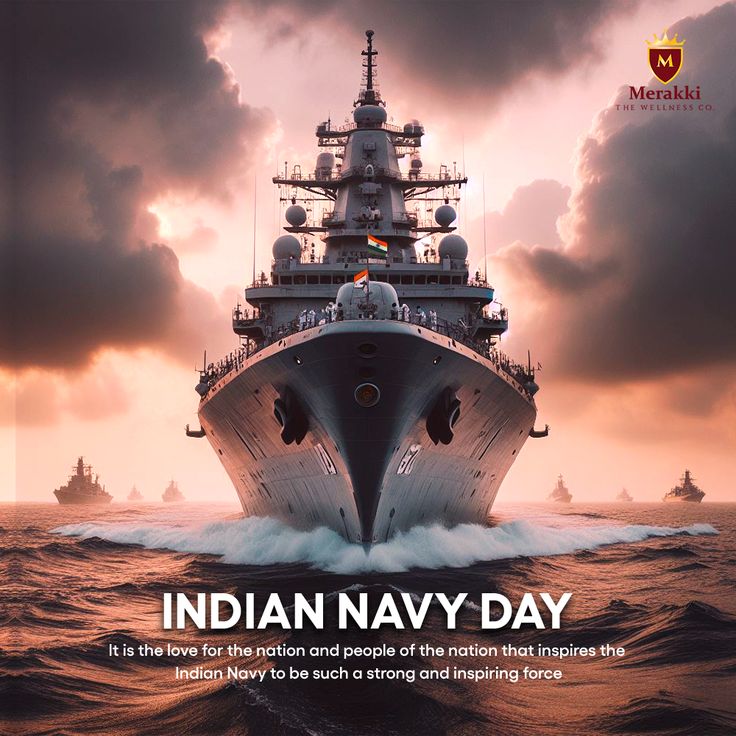 M
Merakki
THE WELLNESS CO.
INDIAN NAVY DAY
It is the love for the nation and people of the nation that inspires the
Indian Navy to be such a strong and inspiring force